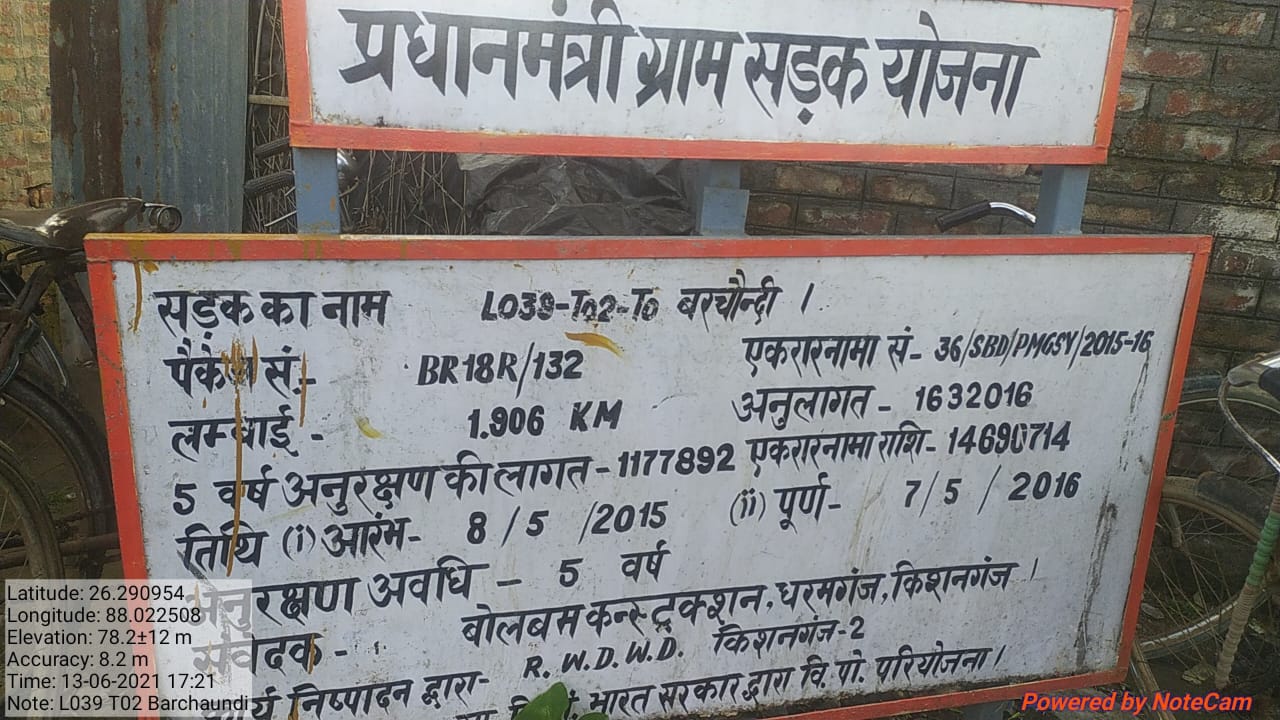 प्रधानमंत्री ग्राम सड़क योजना
सड़क का नाम L039-T02-To बरचौन्दी ।
पैकेज सं.- BR18R/132 एकरारनामा सं- 36/SBD/PMGSY/2015-16
लम्बाई - 1.906 KM अनुलागत - 1632016
5 वर्ष अनुरक्षण की लागत - 1177892 एकरारनामा राशि - 14690714
तिथि (i) आरंभ- 8 / 5 / 2015 (ii) पूर्ण- 7/5 / 2016
अनुरक्षण अवधि - 5 वर्ष
संवेदक - बोलबम कन्स्ट्रक्शन, धरमगंज, किशनगंज ।
कार्य निष्पादन द्वारा- R. W.D. W.D. किशनगंज-2
भारत सरकार द्वारा वि. पो. परियोजना ।
Latitude: 26.290954
Longitude: 88.022508
Elevation: 78.2±12 m
Accuracy: 8.2 m
Time: 13-06-2021 17:21
Note: L039 T02 Barchaundi
Powered by NoteCam